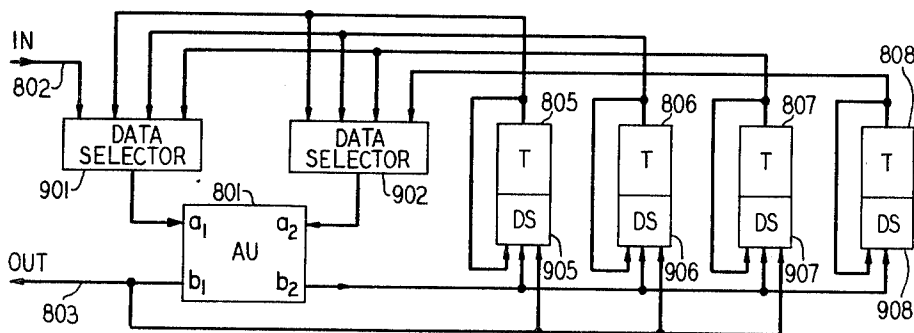 IN
802
DATA
SELECTOR
901
DATA
SELECTOR
902
805
T
DS
905
806
T
DS
906
807
T
DS
907
808
T
DS
908
801
a1
a2
AU
b1
b2
OUT
803